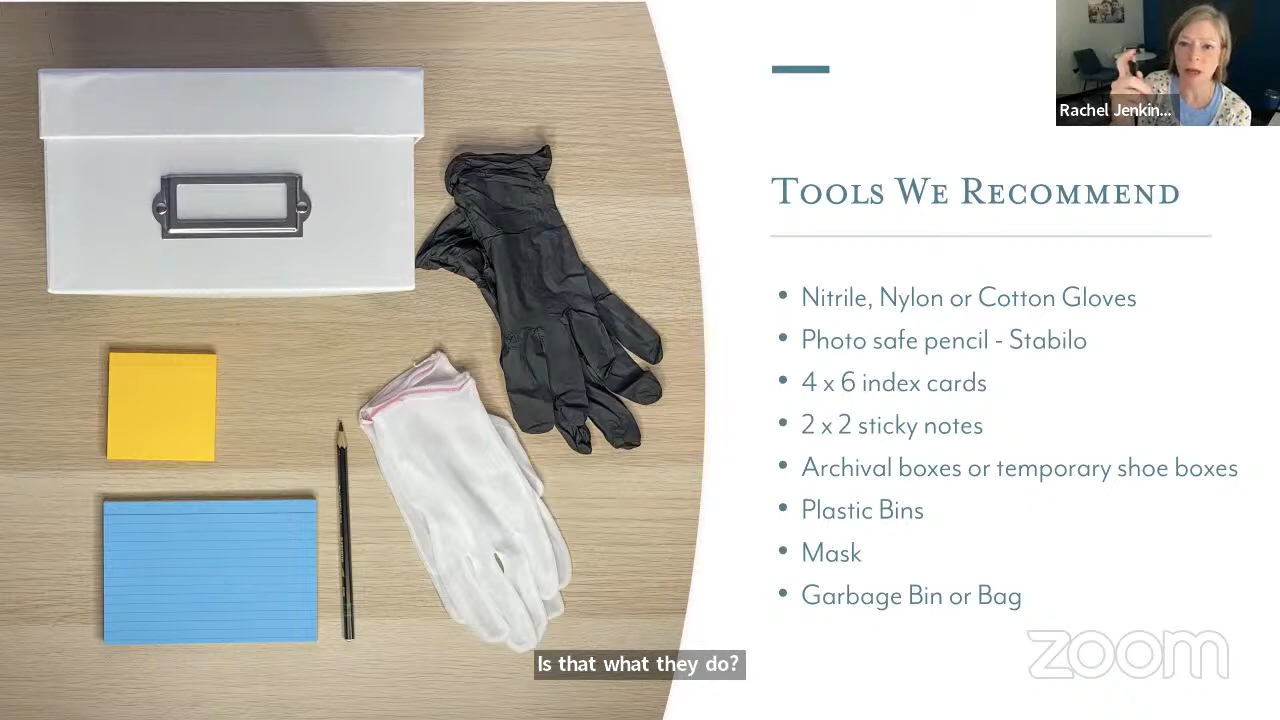 Rachel Jenkin...
Tools We Recommend
• Nitrile, Nylon or Cotton Gloves
• Photo safe pencil - Stabilo
• 4 x 6 index cards
• 2 x 2 sticky notes
• Archival boxes or temporary shoe boxes
• Plastic Bins
• Mask
• Garbage Bin or Bag
zoom
Is that what they do?